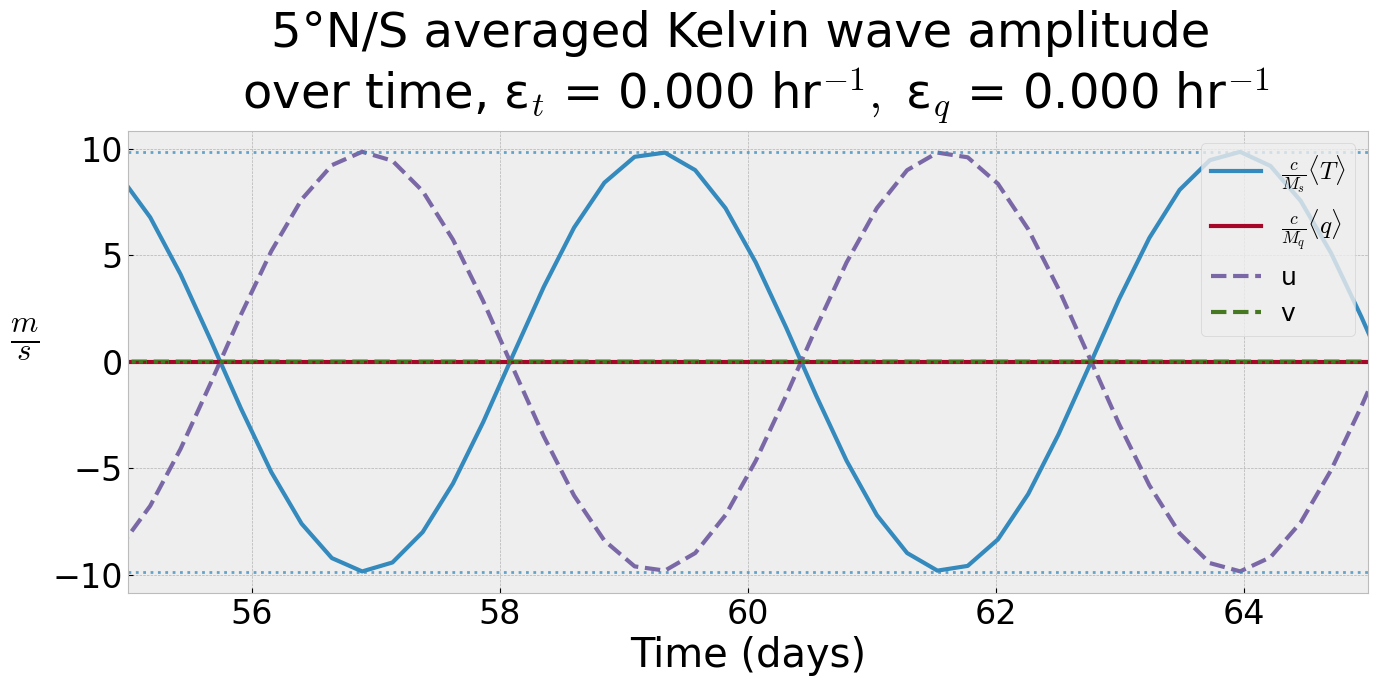 5°N/S averaged Kelvin wave amplitude
over time, ε_t = 0.000 hr⁻¹, ε_q = 0.000 hr⁻¹
10
5
0
−5
−10
m/s
c/M_s ⟨T⟩
c/M_q ⟨q⟩
u
v
56 58 60 62 64
Time (days)